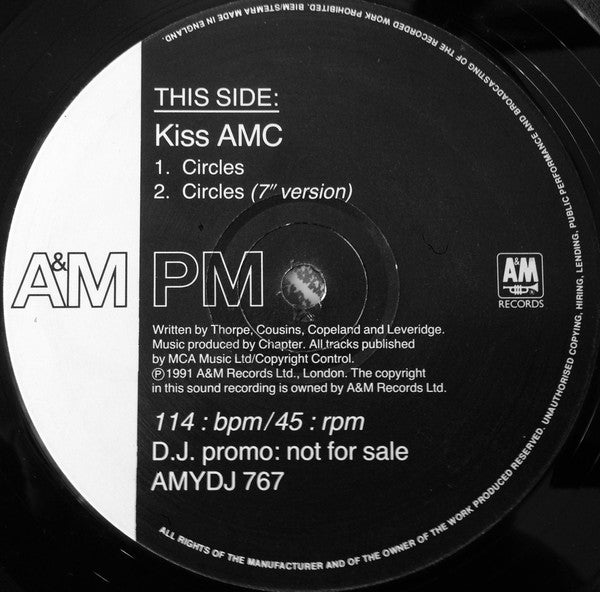 THIS SIDE:
Kiss AMC
1. Circles
2. Circles (7" version)
A&M PM
A&M
RECORDS
Written by Thorpe, Cousins, Copeland and Leveridge.
Music produced by Chapter. All tracks published
by MCA Music Ltd/Copyright Control.
℗1991 A&M Records Ltd., London. The copyright
in this sound recording is owned by A&M Records Ltd.
114 : bpm/45 : rpm
D.J. promo: not for sale
AMYDJ 767
ALL RIGHTS OF THE MANUFACTURER AND OF THE OWNER OF THE WORK PRODUCED RESERVED. UNAUTHORISED COPYING, HIRING, LENDING, PUBLIC PERFORMANCE AND BROADCASTING OF THE RECORDED WORK PROHIBITED. BIEM/STEMRA MADE IN ENGLAND.